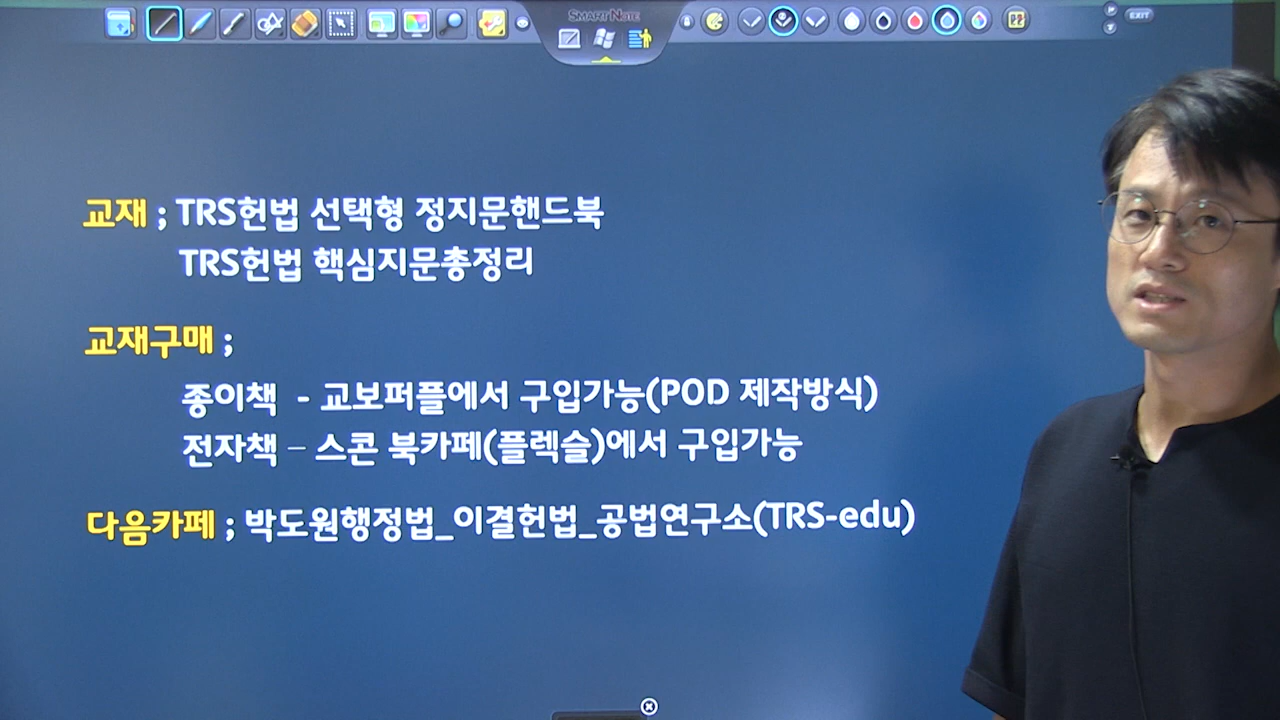 SMARTNOTE
EXIT
교재 ; TRS헌법 선택형 정지문핸드북
TRS헌법 핵심지문총정리
교재구매 ;
종이책 - 교보퍼플에서 구입가능(POD 제작방식)
전자책 – 스콘 북카페(플렉슬)에서 구입가능
다음카페 ; 박도원행정법_이결헌법_공법연구소(TRS-edu)